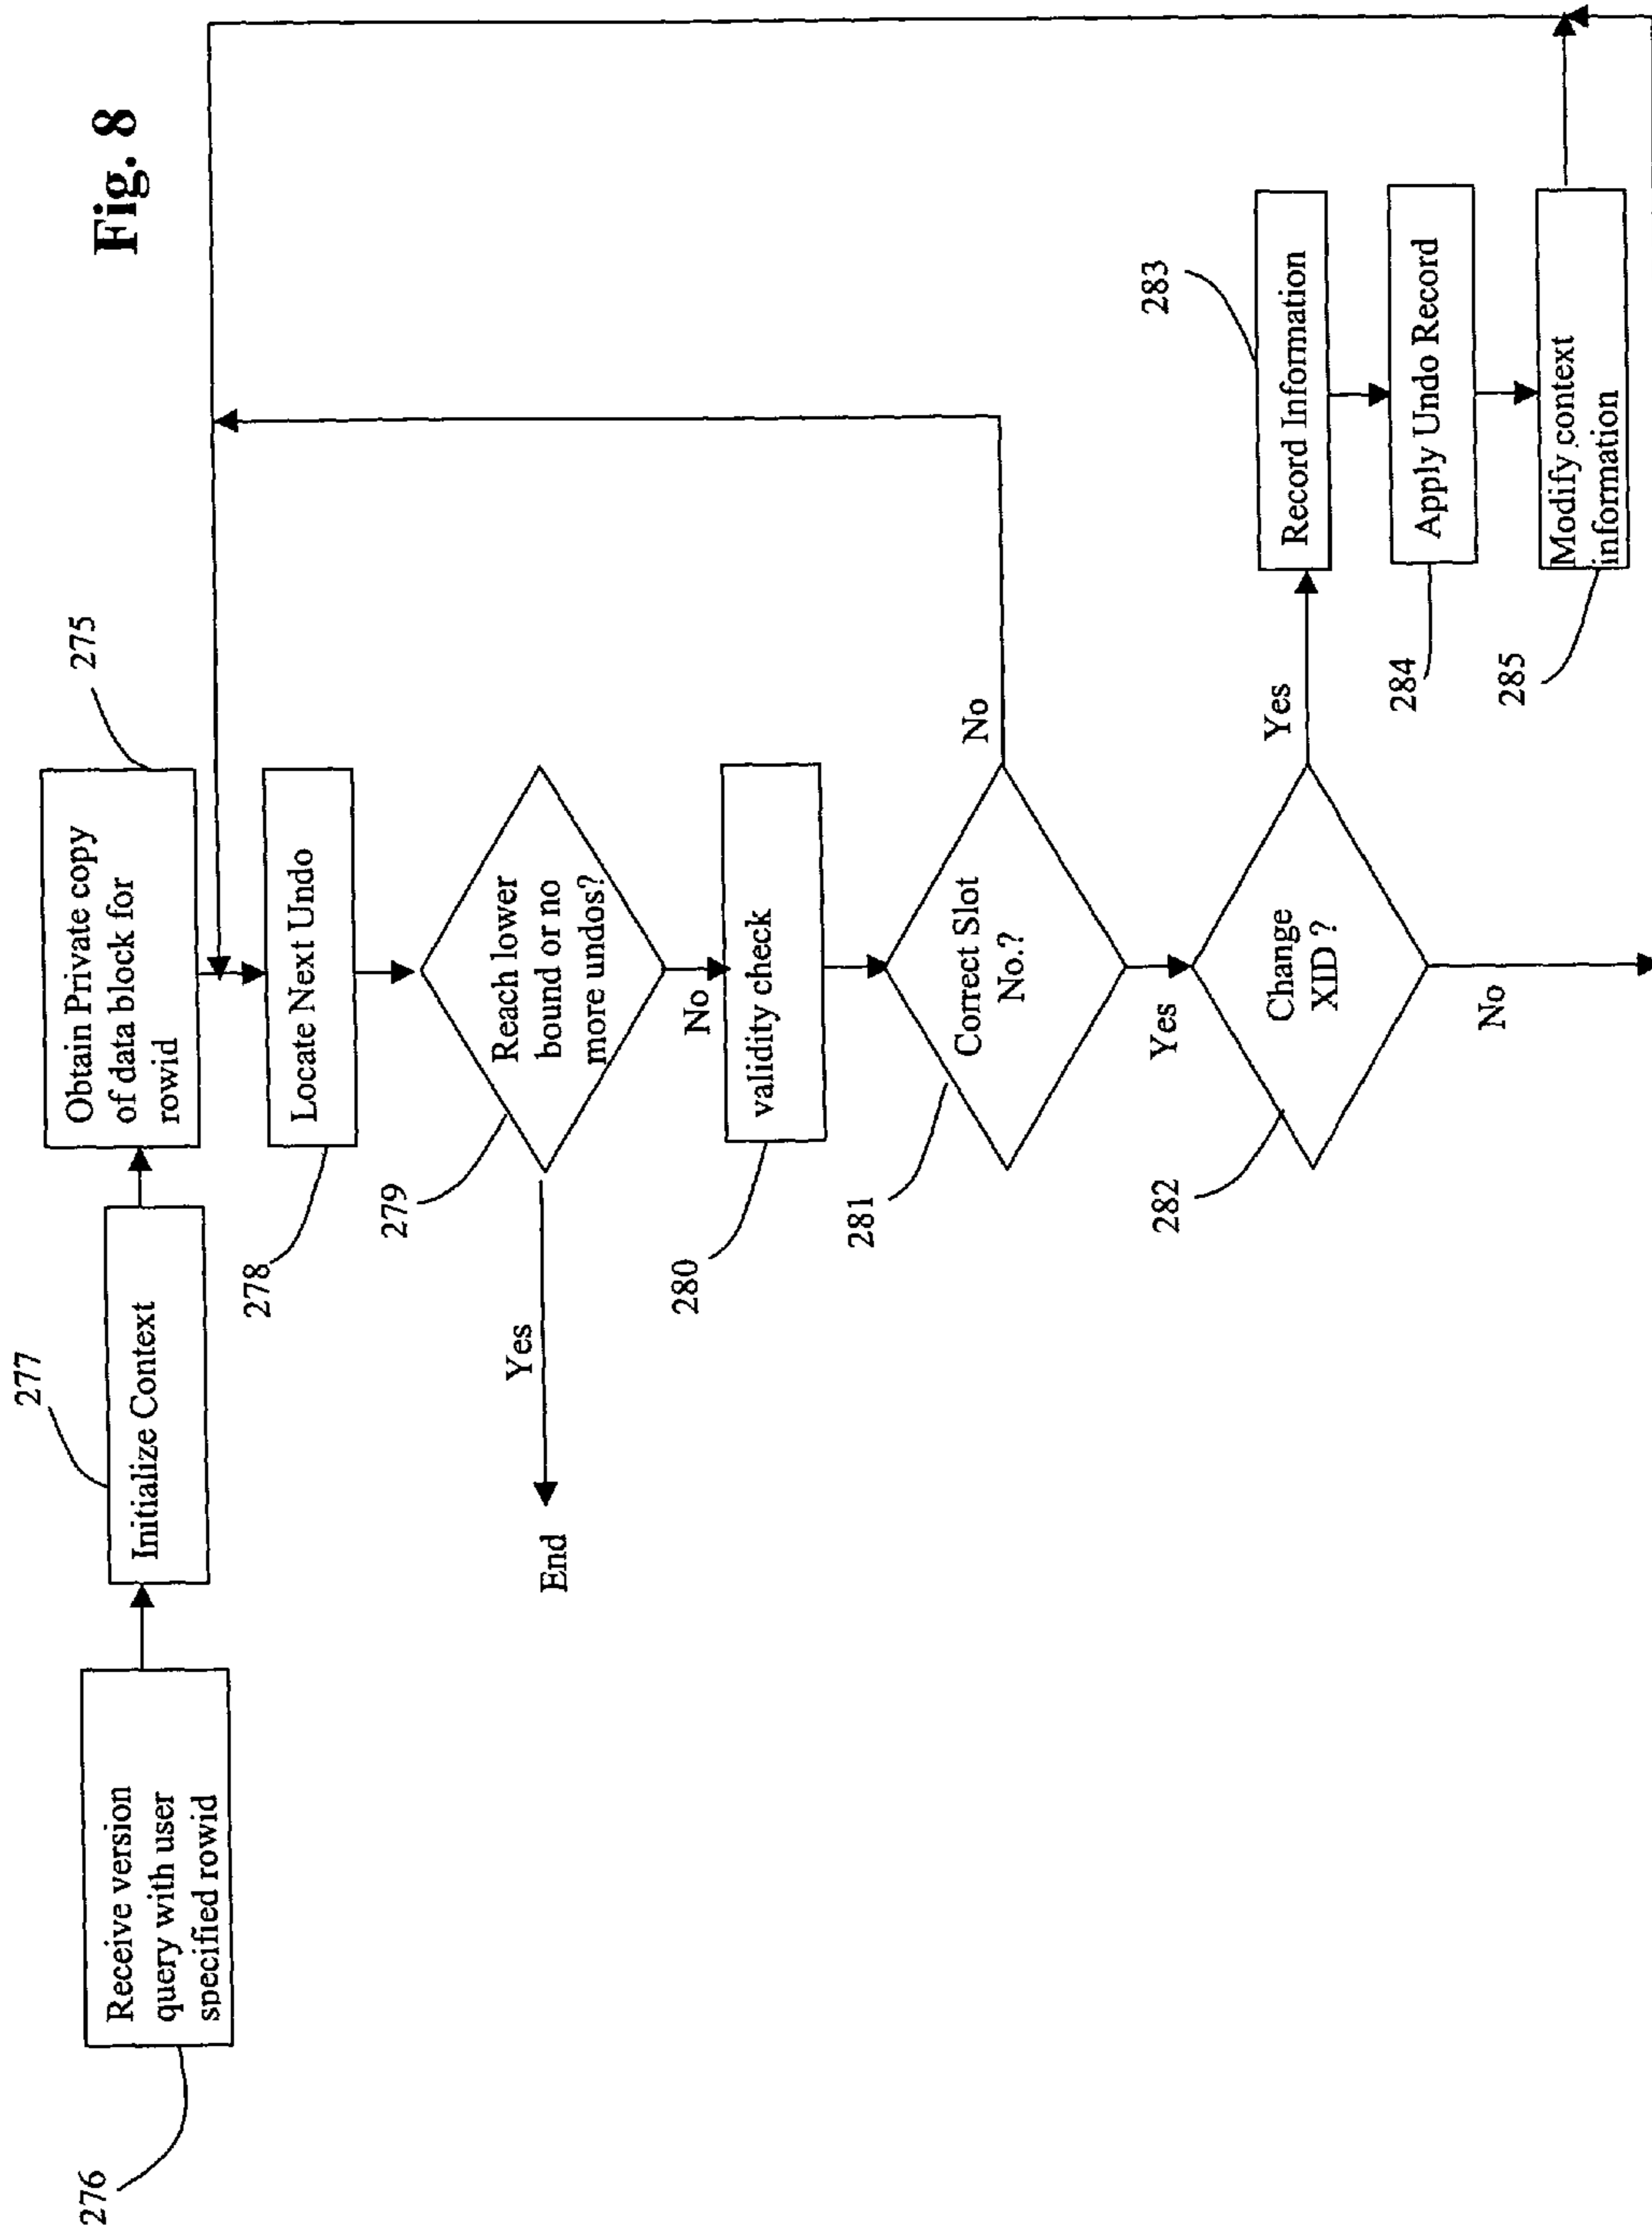 Fig. 8
276
Receive version
query with user
specified rowid
277
Initialize Context
275
Obtain Private copy
of data block for
rowid
278
Locate Next Undo
279
Reach lower
bound or no
more undos?
Yes
End
No
280
validity check
281
Correct Slot
No.?
No
Yes
282
Change
XID ?
Yes
No
283
Record Information
284
Apply Undo Record
285
Modify context
information